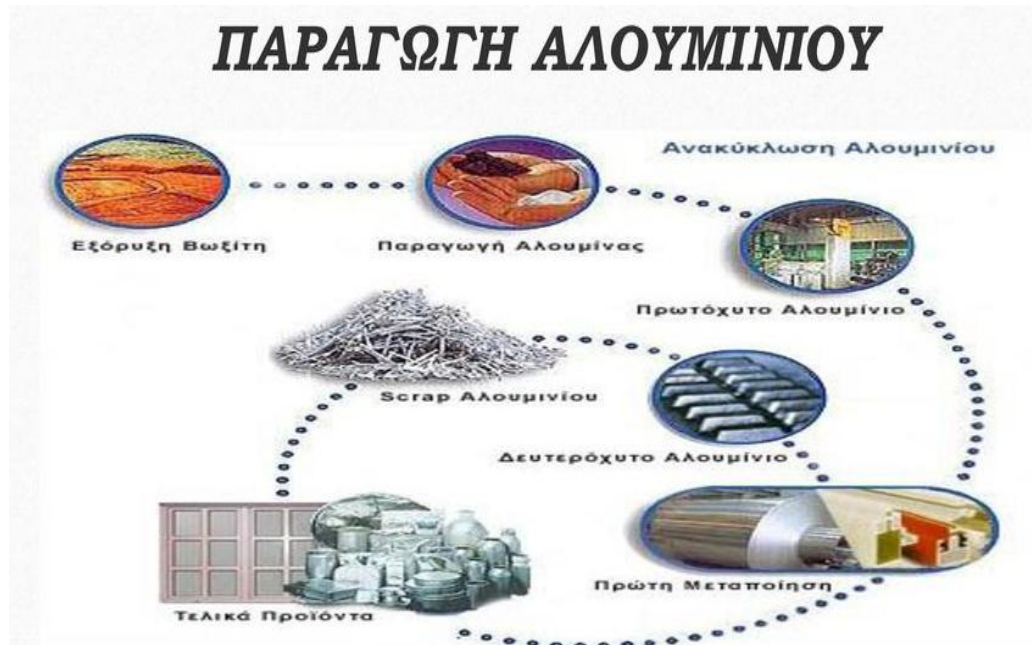 ΠΑΡΑΓΩΓΗ ΑΛΟΥΜΙΝΙΟΥ
Ανακύκλωση Αλουμινίου
Εξόρυξη Βωξίτη
Παραγωγή Αλουμίνας
Πρωτόχυτο Αλουμίνιο
Scrap Αλουμινίου
Δευτερόχυτο Αλουμίνιο
Πρώτη Μεταποίηση
Τελικά Προϊόντα